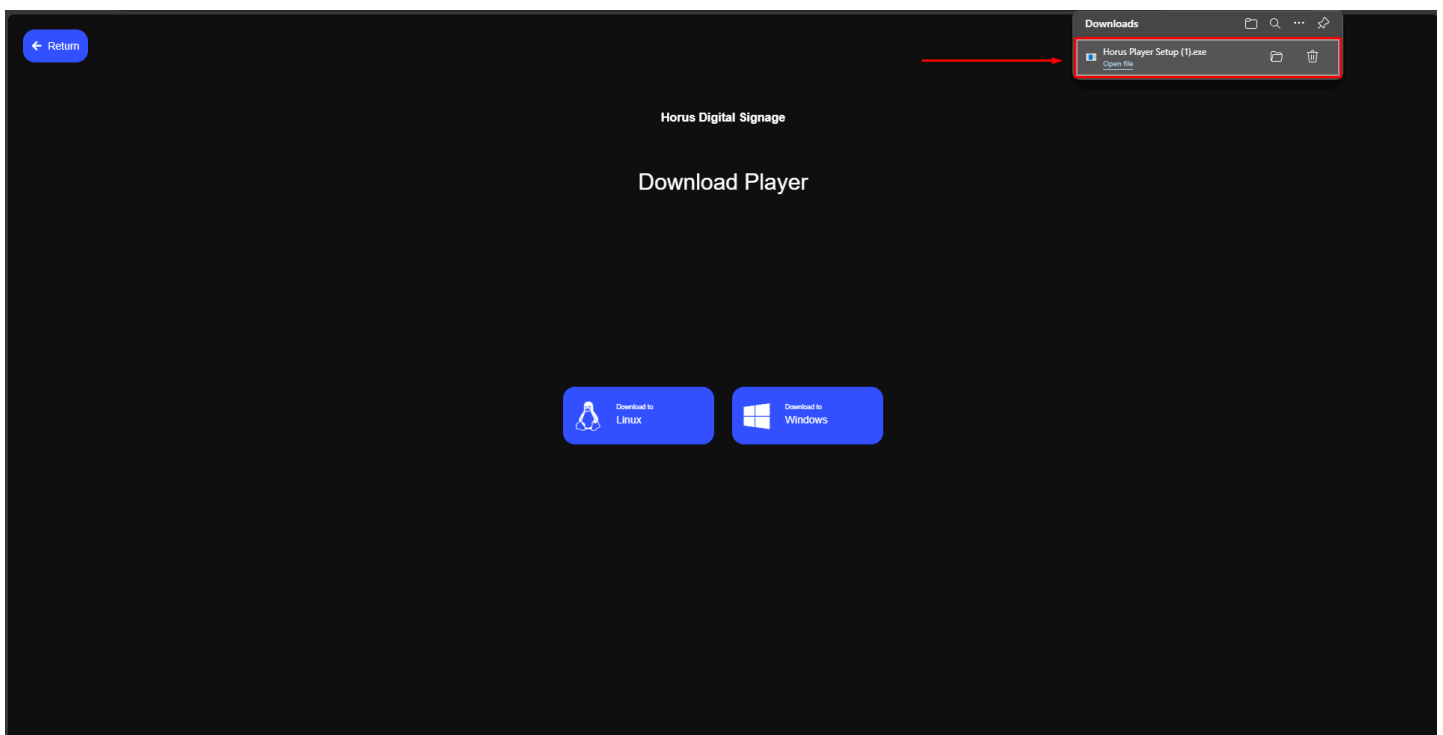 Downloads
Return
Horus Player Setup (1).exe
Open file
Horus Digital Signage
Download Player
Download to
Linux
Download to
Windows